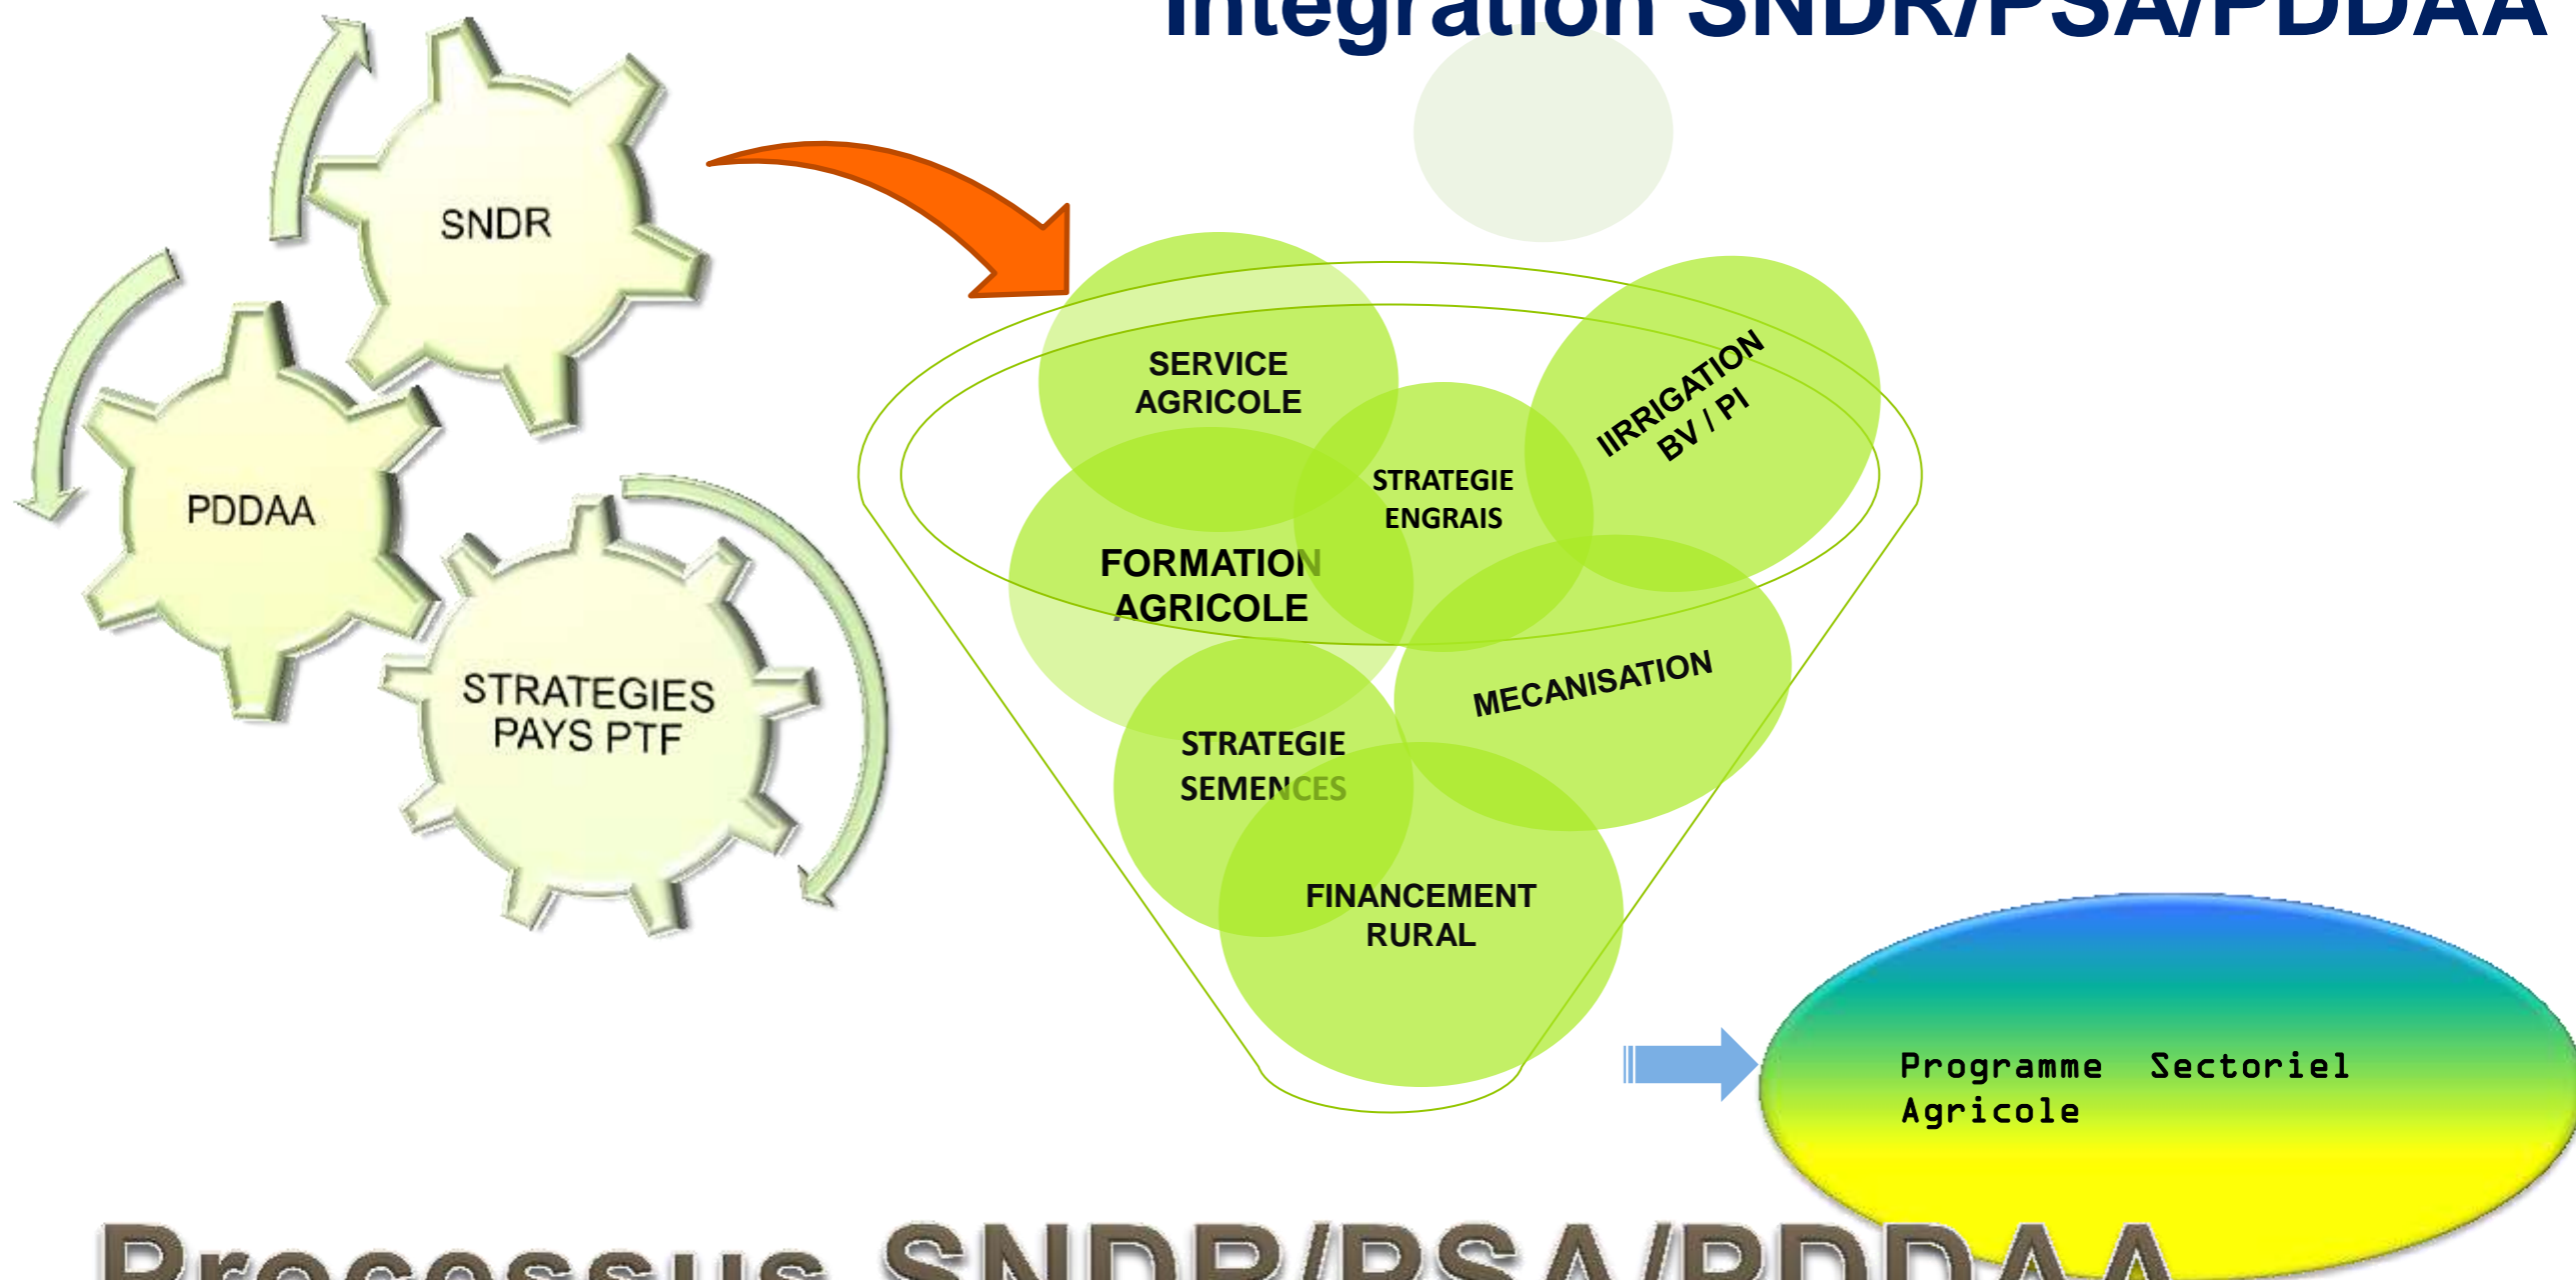 Intégration SNDR/PSA/PDDAA
SNDR
PDDAA
STRATEGIES
PAYS PTF
SERVICE
AGRICOLE
IIRRIGATION
BV / PI
STRATEGIE
ENGRAIS
FORMATION
AGRICOLE
MECANISATION
STRATEGIE
SEMENCES
FINANCEMENT
RURAL
Programme Sectoriel
Agricole
Processus SNDR/PSA/PDDAA